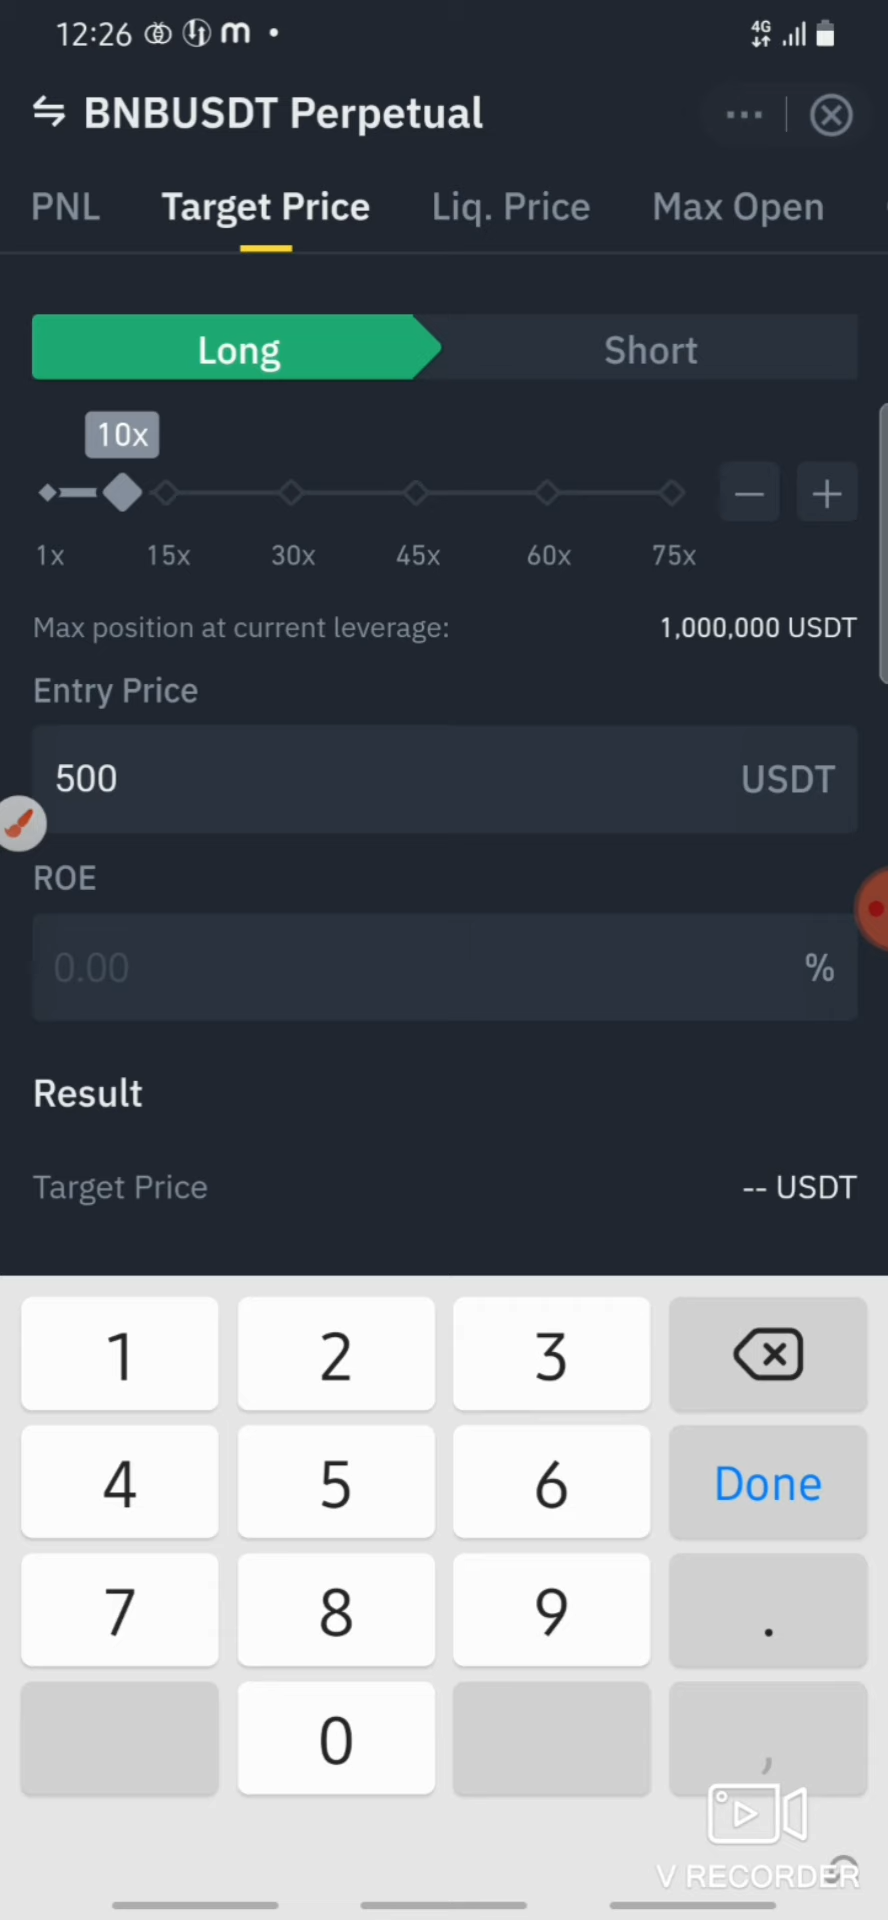 12:26 m
4G
BNBUSDT Perpetual
PNL Target Price Liq. Price Max Open
Long Short
10x
1x 15x 30x 45x 60x 75x
Max position at current leverage: 1,000,000 USDT
Entry Price
500 USDT
ROE
0.00 %
Result
Target Price -- USDT
1 2 3
4 5 6 Done
7 8 9 .
0 ,
V RECORDER